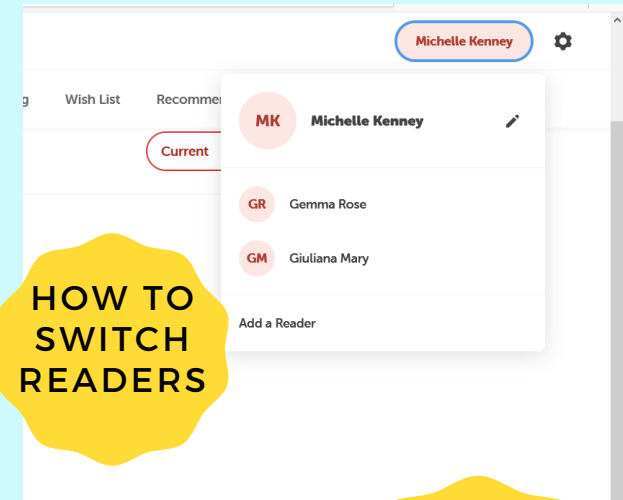 Michelle Kenney
Wish List
Current
MK Michelle Kenney
GR Gemma Rose
GM Giuliana Mary
Add a Reader
HOW TO
SWITCH
READERS